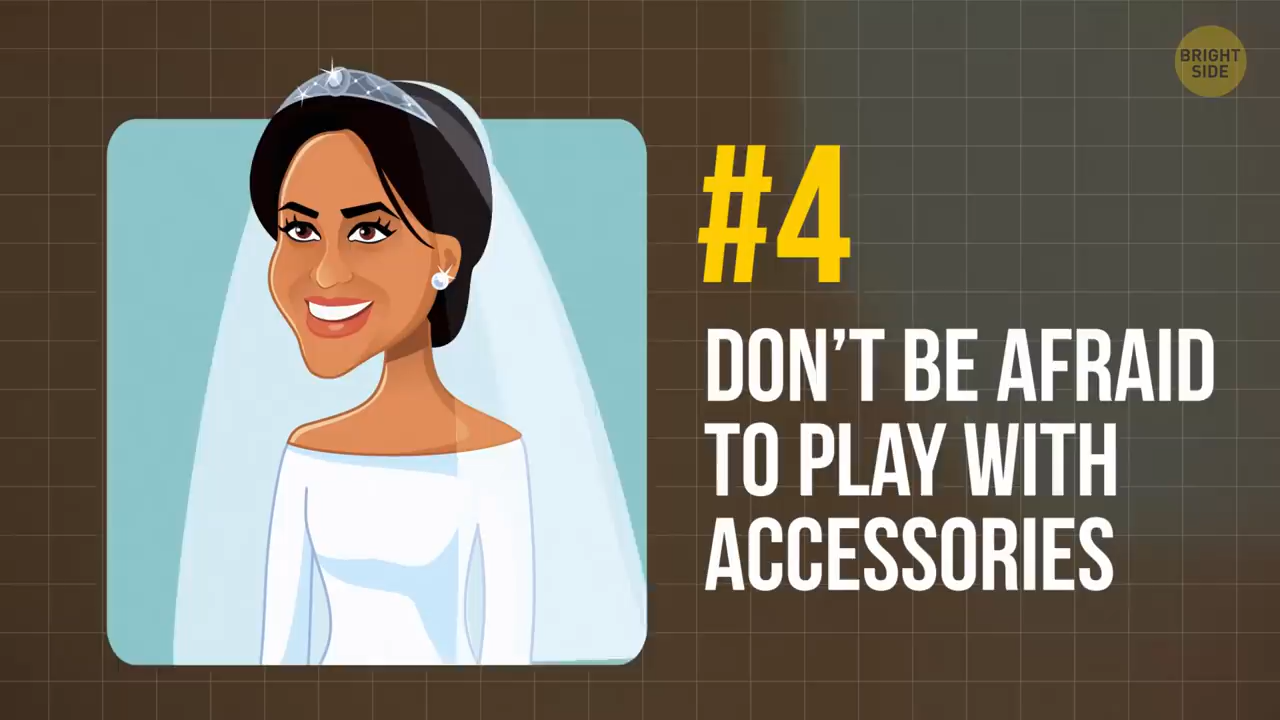 BRIGHT
SIDE
#4
DON'T BE AFRAID
TO PLAY WITH
ACCESSORIES